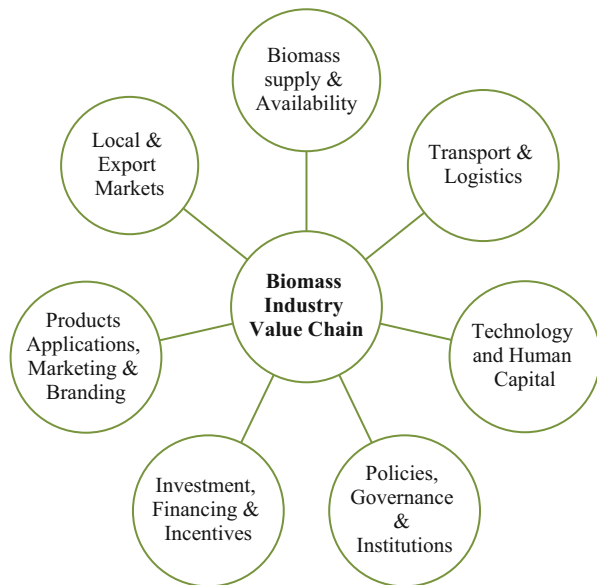 Biomass
supply &
Availability
Transport &
Logistics
Technology
and Human
Capital
Policies,
Governance
&
Institutions
Investment,
Financing &
Incentives
Products
Applications,
Marketing &
Branding
Local &
Export
Markets
Biomass
Industry
Value Chain